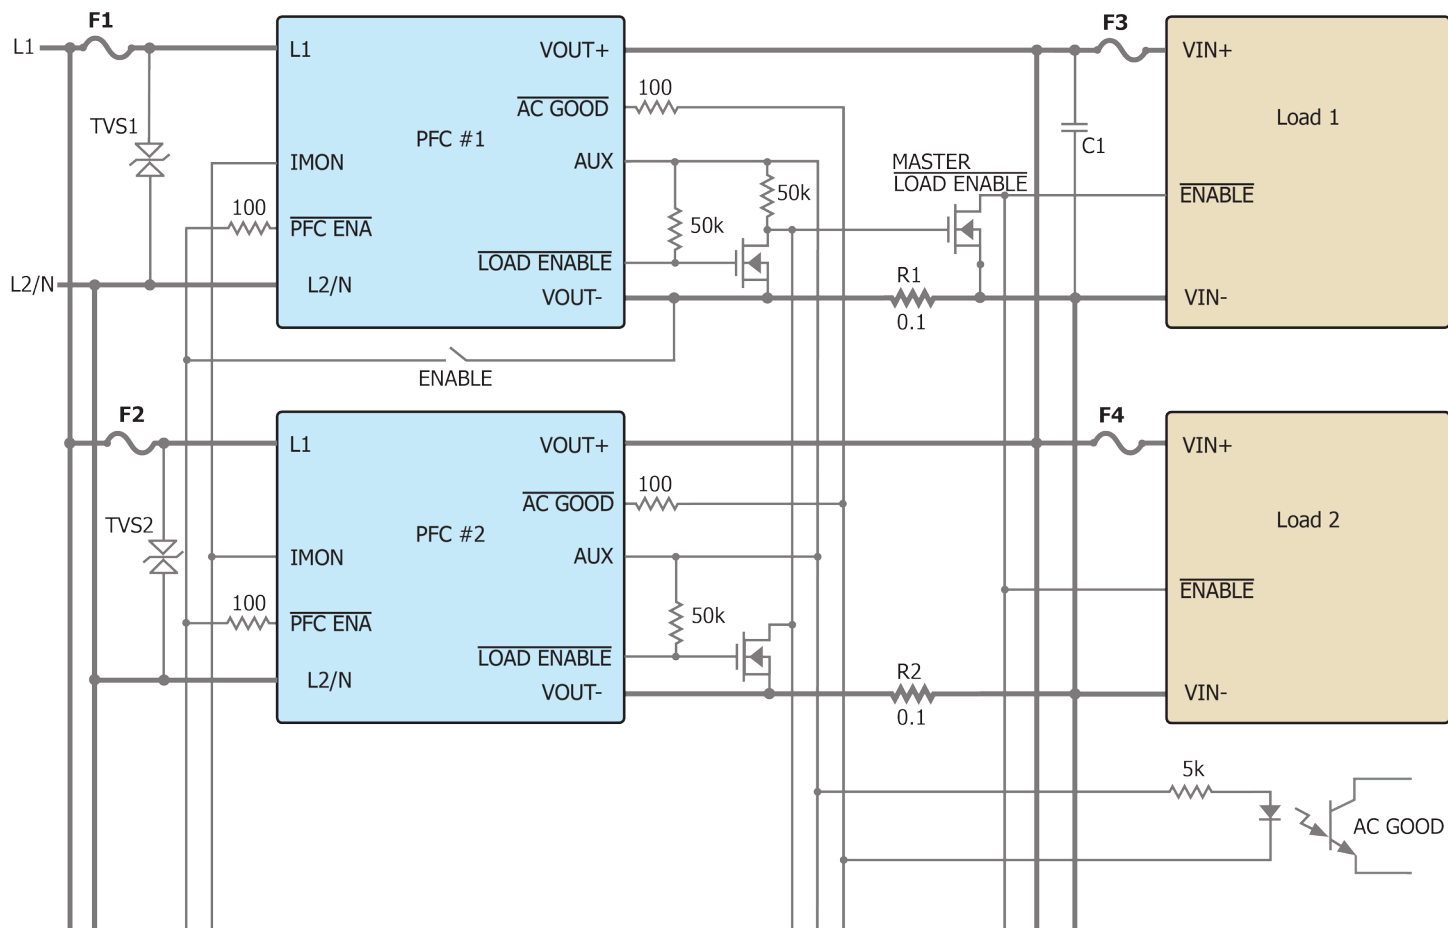 F1
L1
L1
VOUT+
F3
VIN+
AC GOOD
100
Load 1
TVS1
PFC #1
C1
IMON
AUX
MASTER
LOAD ENABLE
50k
ENABLE
100
PFC ENA
50k
LOAD ENABLE
L2/N
L2/N
VOUT-
R1
0.1
VIN-
ENABLE
F2
L1
VOUT+
F4
VIN+
AC GOOD
100
Load 2
TVS2
PFC #2
IMON
AUX
ENABLE
100
PFC ENA
50k
LOAD ENABLE
L2/N
VOUT-
R2
0.1
VIN-
5k
AC GOOD